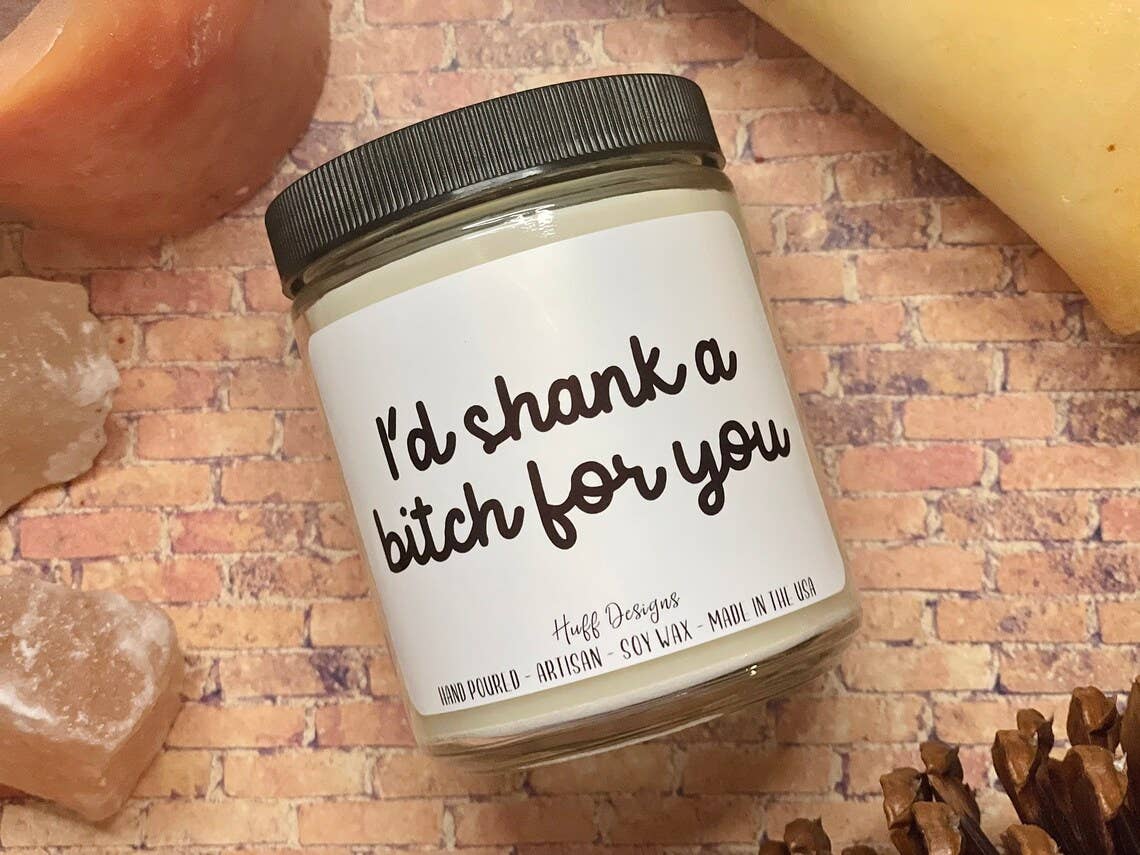 I'd shank a
bitch for you
Huff Designs
HAND POURED - ARTISAN - SOY WAX - MADE IN THE USA